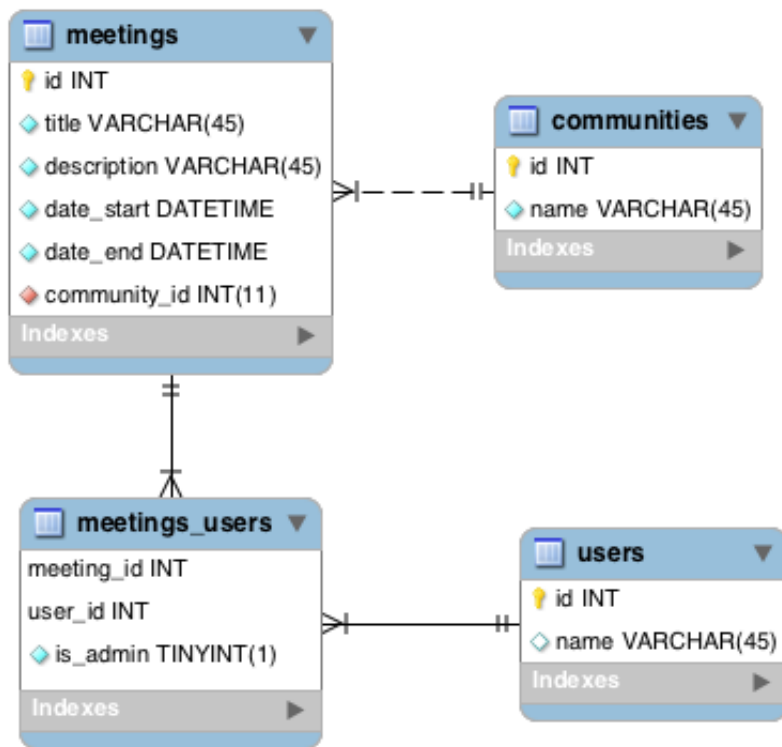 meetings
id INT
title VARCHAR(45)
description VARCHAR(45)
date_start DATETIME
date_end DATETIME
community_id INT(11)
Indexes
communities
id INT
name VARCHAR(45)
Indexes
meetings_users
meeting_id INT
user_id INT
is_admin TINYINT(1)
Indexes
users
id INT
name VARCHAR(45)
Indexes